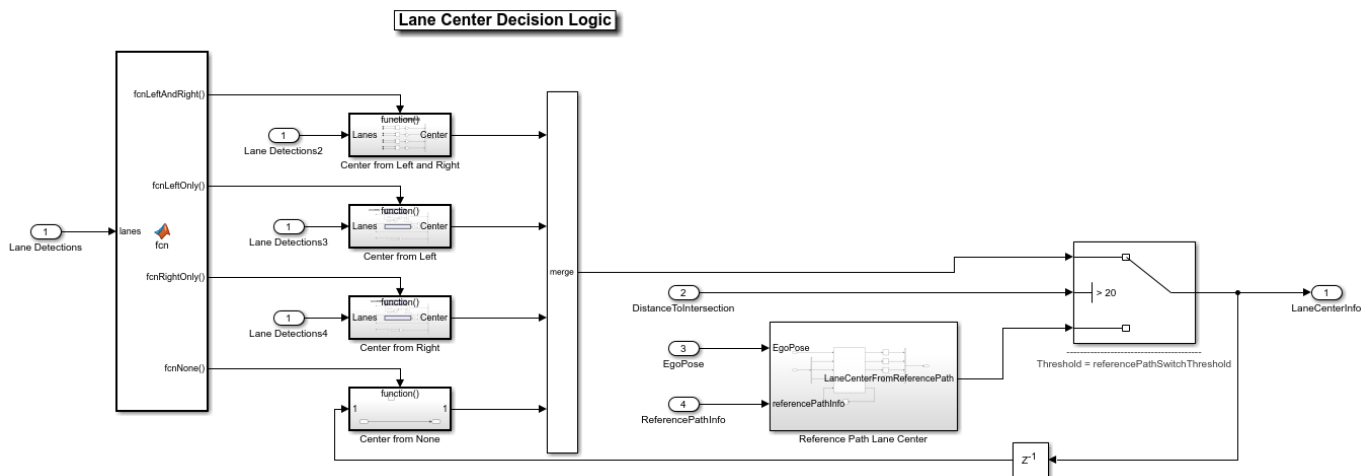 Lane Center Decision Logic
fcnLeftAndRight()
function()
1
Lanes
Center
Lane Detections2
Center from Left and Right
fcnLeftOnly()
function()
1
Lanes
Center
Lane Detections3
Center from Left
1
lanes
fcn
Lane Detections
fcnRightOnly()
function()
1
Lanes
Center
Lane Detections4
Center from Right
fcnNone()
function()
1
1
Center from None
merge
2
DistanceToIntersection
3
EgoPose
4
ReferencePathInfo
EgoPose
LaneCenterFromReferencePath
referencePathInfo
Reference Path Lane Center
> 20
Threshold = referencePathSwitchThreshold
1
LaneCenterInfo
Z-1